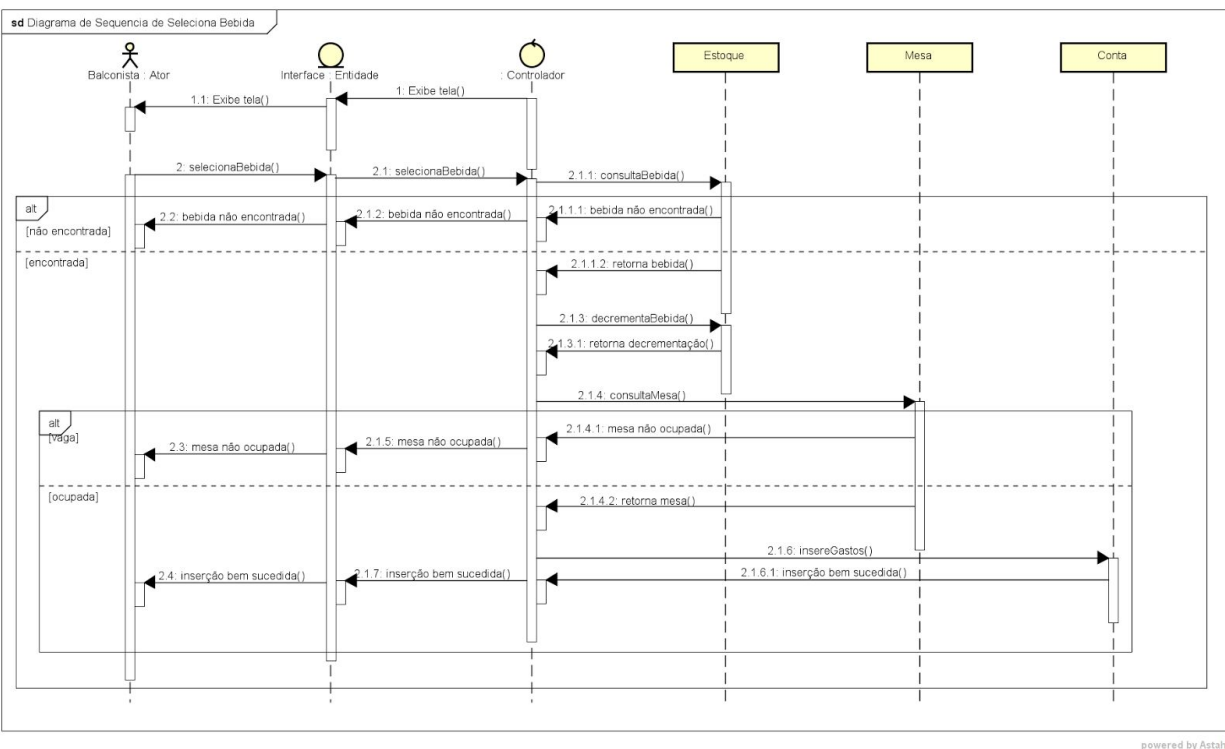 sd Diagrama de Sequencia de Seleciona Bebida
Balconista : Ator
Interface : Entidade
: Controlador
Estoque
Mesa
Conta
1: Exibe tela()
1.1: Exibe tela()
2: selecionaBebida()
2.1: selecionaBebida()
2.1.1: consultaBebida()
alt
[não encontrada]
2.2: bebida não encontrada()
2.1.2: bebida não encontrada()
2.1.1.1: bebida não encontrada()
[encontrada]
2.1.1.2: retorna bebida()
2.1.3: decrementaBebida()
2.1.3.1: retorna decrementação()
2.1.4: consultaMesa()
alt
[vaga]
2.3: mesa não ocupada()
2.1.5: mesa não ocupada()
2.1.4.1: mesa não ocupada()
[ocupada]
2.1.4.2: retorna mesa()
2.1.6: insereGastos()
2.4: inserção bem sucedida()
2.1.7: inserção bem sucedida()
2.1.6.1: inserção bem sucedida()
powered by Astah